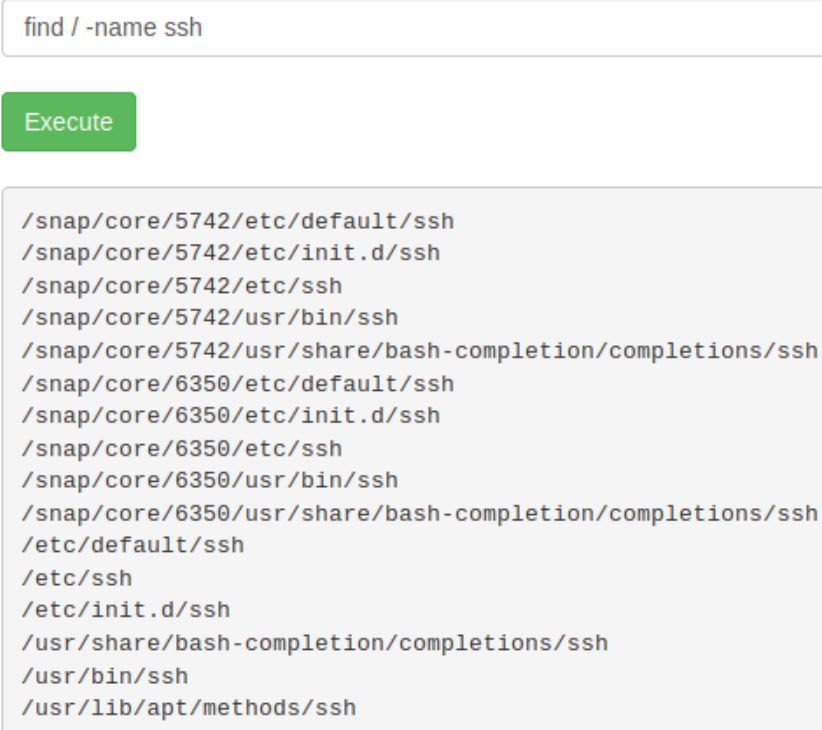 find / -name ssh
Execute
/snap/core/5742/etc/default/ssh
/snap/core/5742/etc/init.d/ssh
/snap/core/5742/etc/ssh
/snap/core/5742/usr/bin/ssh
/snap/core/5742/usr/share/bash-completion/completions/ssh
/snap/core/6350/etc/default/ssh
/snap/core/6350/etc/init.d/ssh
/snap/core/6350/etc/ssh
/snap/core/6350/usr/bin/ssh
/snap/core/6350/usr/share/bash-completion/completions/ssh
/etc/default/ssh
/etc/ssh
/etc/init.d/ssh
/usr/share/bash-completion/completions/ssh
/usr/bin/ssh
/usr/lib/apt/methods/ssh